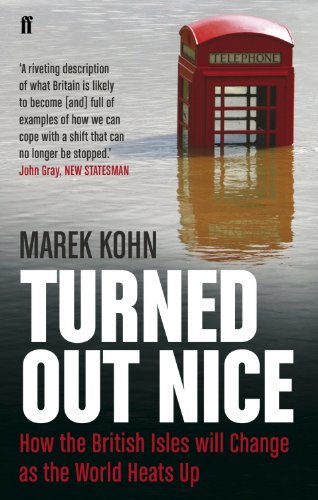 ff
TELEPHONE
'A riveting description
of what Britain is likely
to become [and] full of
examples of how we can
cope with a shift that can
no longer be stopped.'
John Gray, NEW STATESMAN
MAREK KOHN
TURNED
OUT NICE
How the British Isles will Change
as the World Heats Up